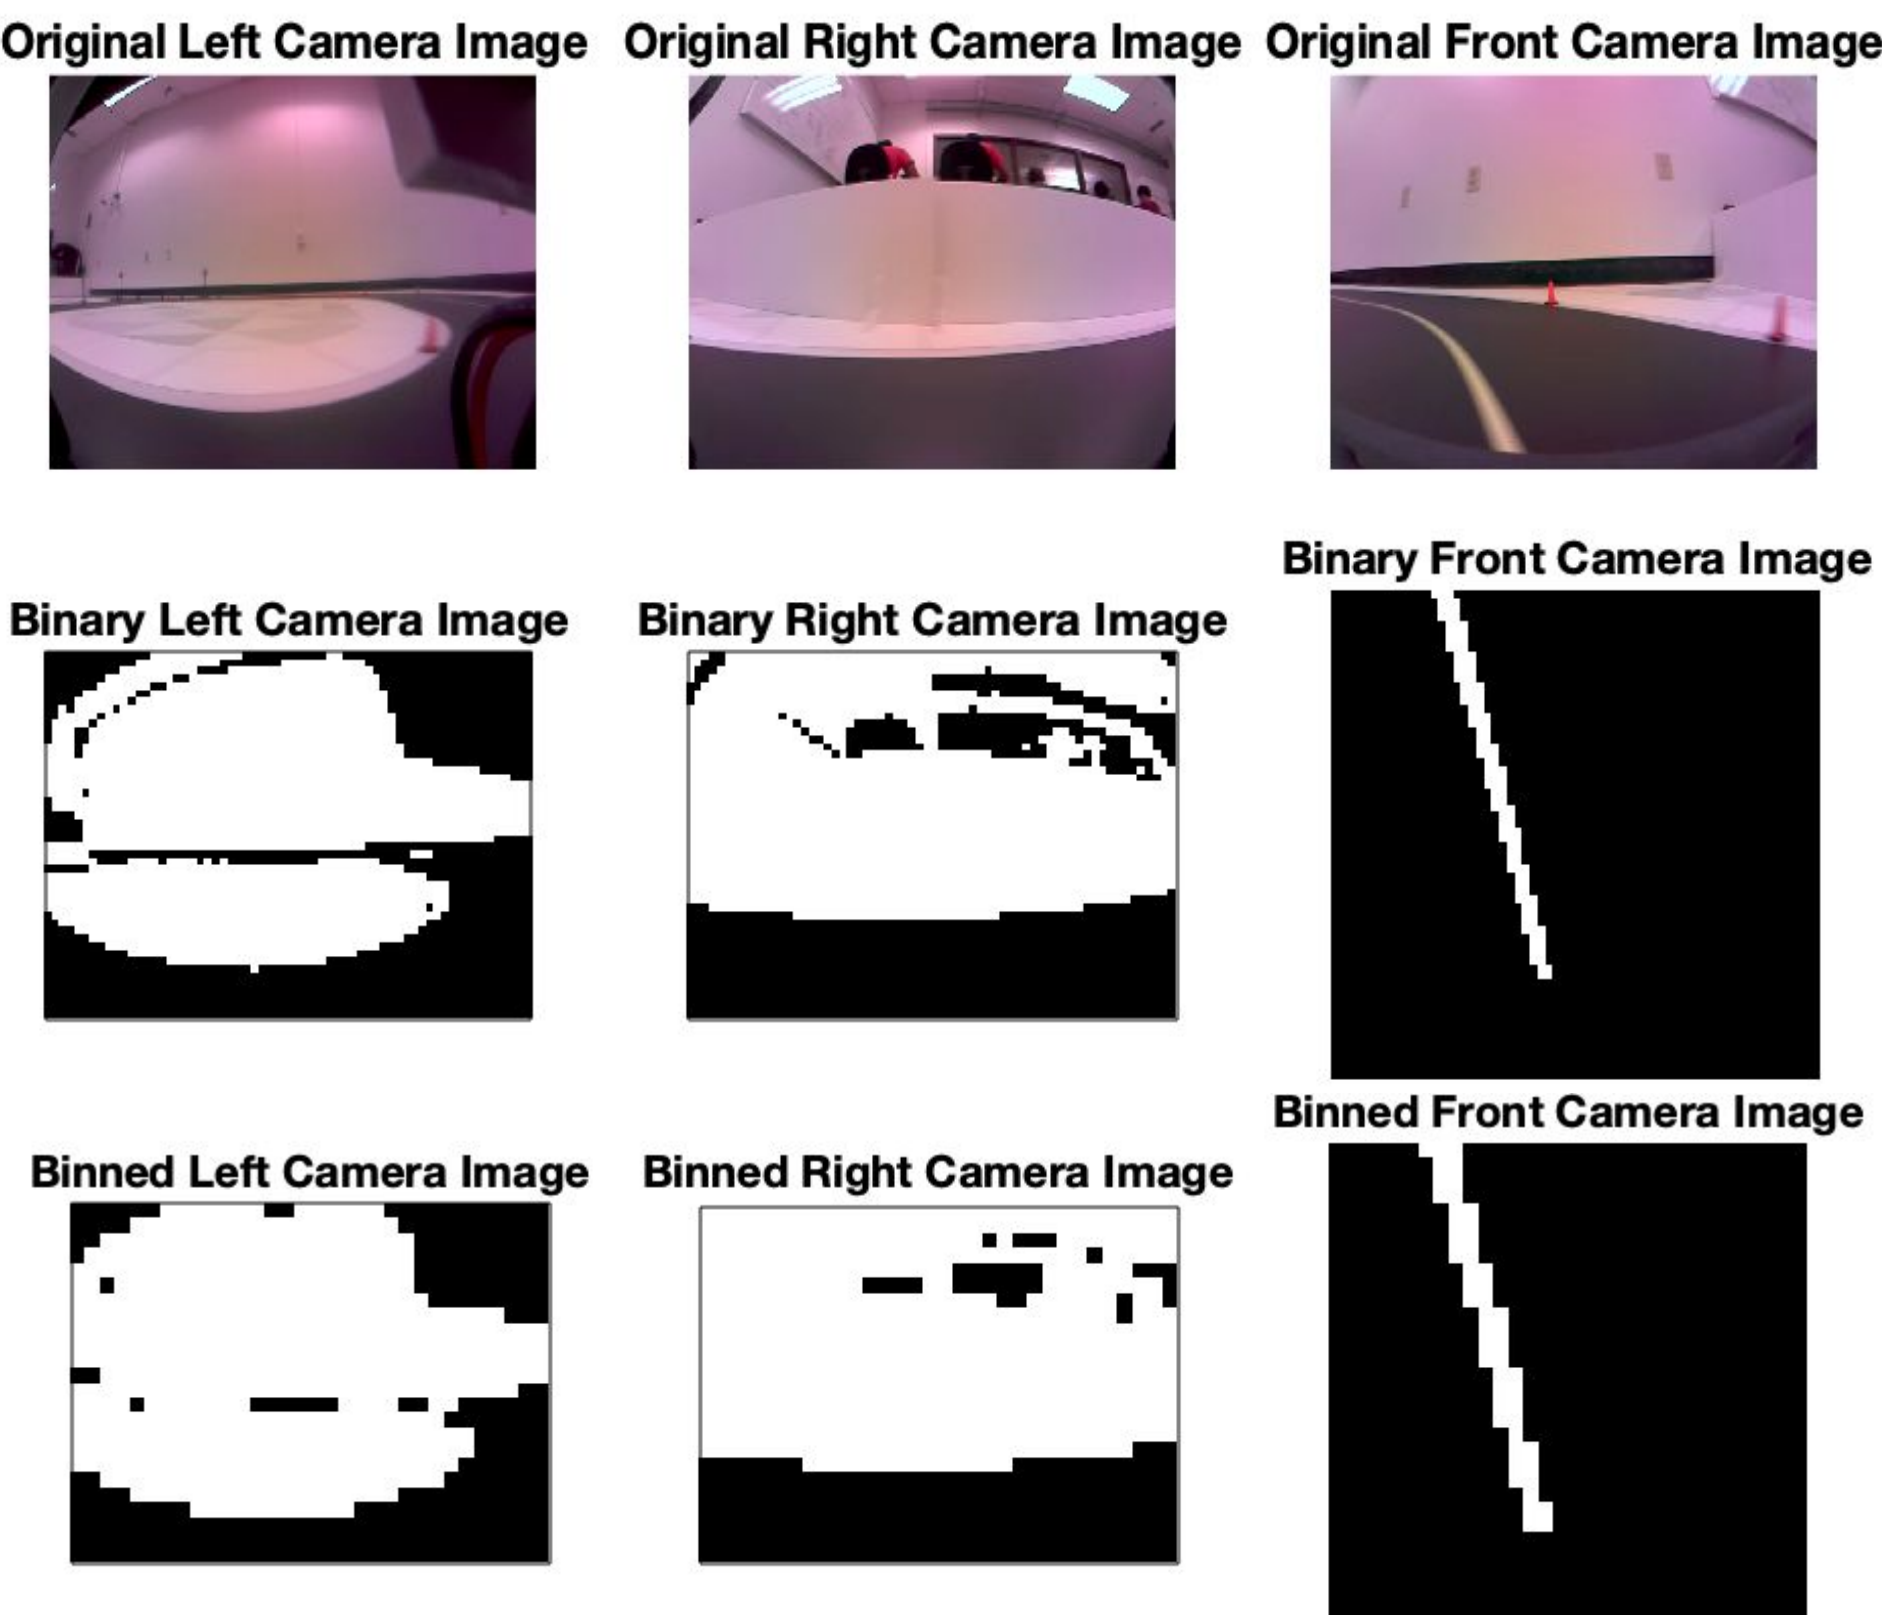 Original Left Camera Image
Original Right Camera Image
Original Front Camera Image
Binary Left Camera Image
Binary Right Camera Image
Binary Front Camera Image
Binned Left Camera Image
Binned Right Camera Image
Binned Front Camera Image